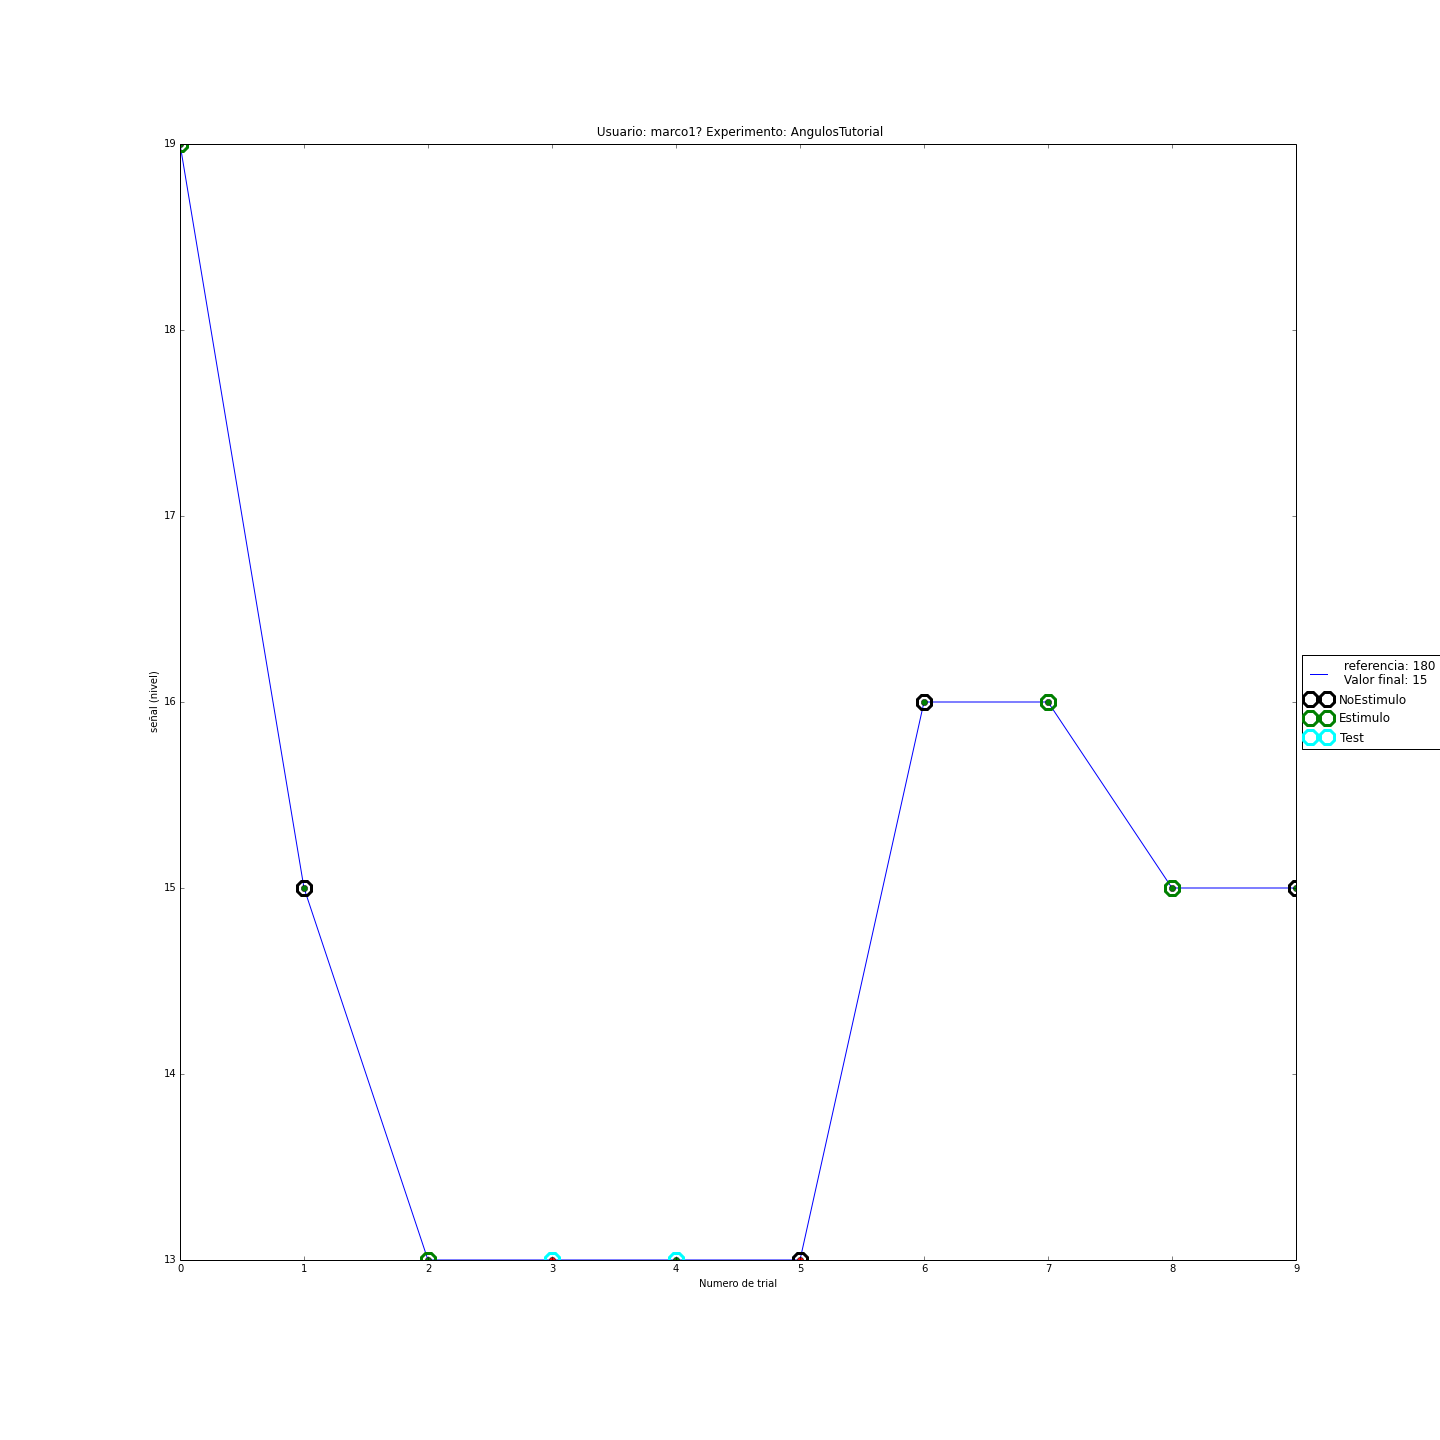 Usuario: marco1? Experimento: AngulosTutorial
19
18
17
16
15
14
13
señal (nivel)
0 1 2 3 4 5 6 7 8 9
Numero de trial
referencia: 180
Valor final: 15
NoEstimulo
Estimulo
Test